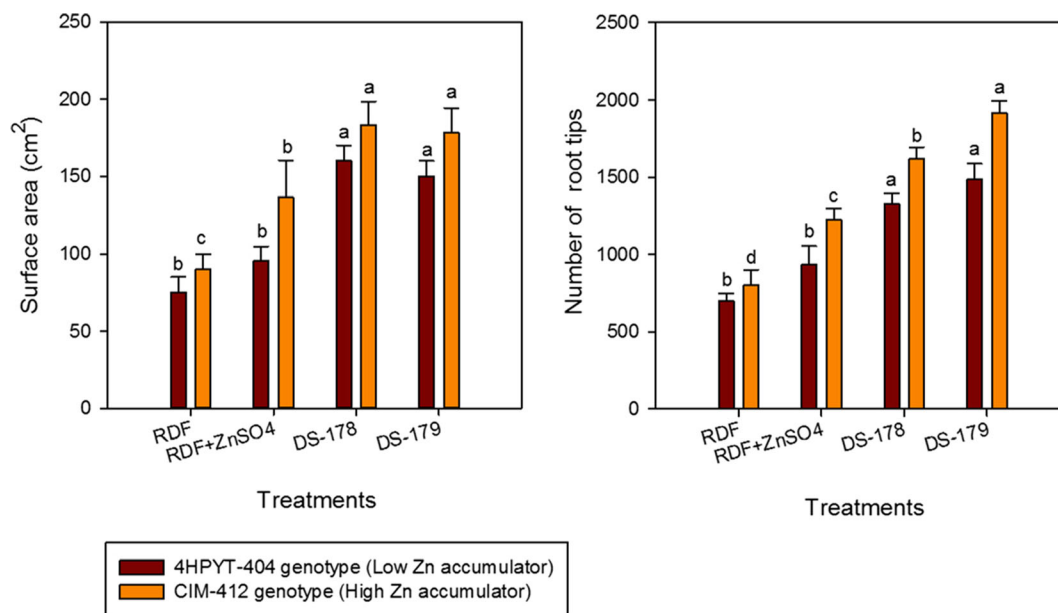 250
200
150
100
50
0
Surface area (cm²)
b
c
b
b
a
a
a
a
RDF
RDF+ZnSO4
DS-178
DS-179
Treatments
2500
2000
1500
1000
500
0
Number of root tips
b
d
b
c
a
b
a
a
RDF
RDF+ZnSO4
DS-178
DS-179
Treatments
4HPYT-404 genotype (Low Zn accumulator)
CIM-412 genotype (High Zn accumulator)